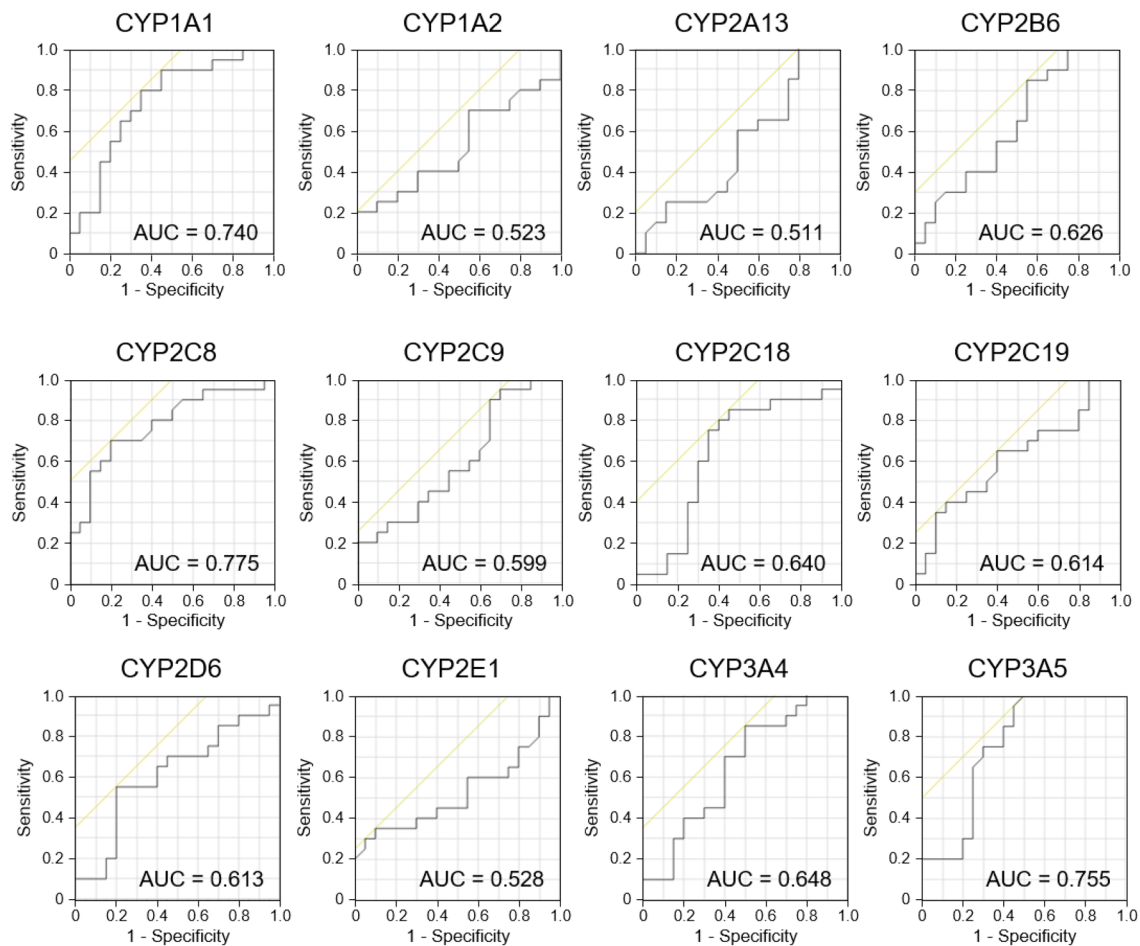 CYP1A1 CYP1A2 CYP2A13 CYP2B6
1.0 1.0 1.0 1.0
0.8 0.8 0.8 0.8
0.6 0.6 0.6 0.6
Sensitivity Sensitivity Sensitivity Sensitivity
0.4 0.4 0.4 0.4
0.2 0.2 0.2 0.2
AUC = 0.740 AUC = 0.523 AUC = 0.511 AUC = 0.626
0 0 0 0
0 0.2 0.4 0.6 0.8 1.0 0 0.2 0.4 0.6 0.8 1.0 0 0.2 0.4 0.6 0.8 1.0 0 0.2 0.4 0.6 0.8 1.0
1 - Specificity 1 - Specificity 1 - Specificity 1 - Specificity
CYP2C8 CYP2C9 CYP2C18 CYP2C19
1.0 1.0 1.0 1.0
0.8 0.8 0.8 0.8
0.6 0.6 0.6 0.6
Sensitivity Sensitivity Sensitivity Sensitivity
0.4 0.4 0.4 0.4
0.2 0.2 0.2 0.2
AUC = 0.775 AUC = 0.599 AUC = 0.640 AUC = 0.614
0 0 0 0
0 0.2 0.4 0.6 0.8 1.0 0 0.2 0.4 0.6 0.8 1.0 0 0.2 0.4 0.6 0.8 1.0 0 0.2 0.4 0.6 0.8 1.0
1 - Specificity 1 - Specificity 1 - Specificity 1 - Specificity
CYP2D6 CYP2E1 CYP3A4 CYP3A5
1.0 1.0 1.0 1.0
0.8 0.8 0.8 0.8
0.6 0.6 0.6 0.6
Sensitivity Sensitivity Sensitivity Sensitivity
0.4 0.4 0.4 0.4
0.2 0.2 0.2 0.2
AUC = 0.613 AUC = 0.528 AUC = 0.648 AUC = 0.755
0 0 0 0
0 0.2 0.4 0.6 0.8 1.0 0 0.2 0.4 0.6 0.8 1.0 0 0.2 0.4 0.6 0.8 1.0 0 0.2 0.4 0.6 0.8 1.0
1 - Specificity 1 - Specificity 1 - Specificity 1 - Specificity